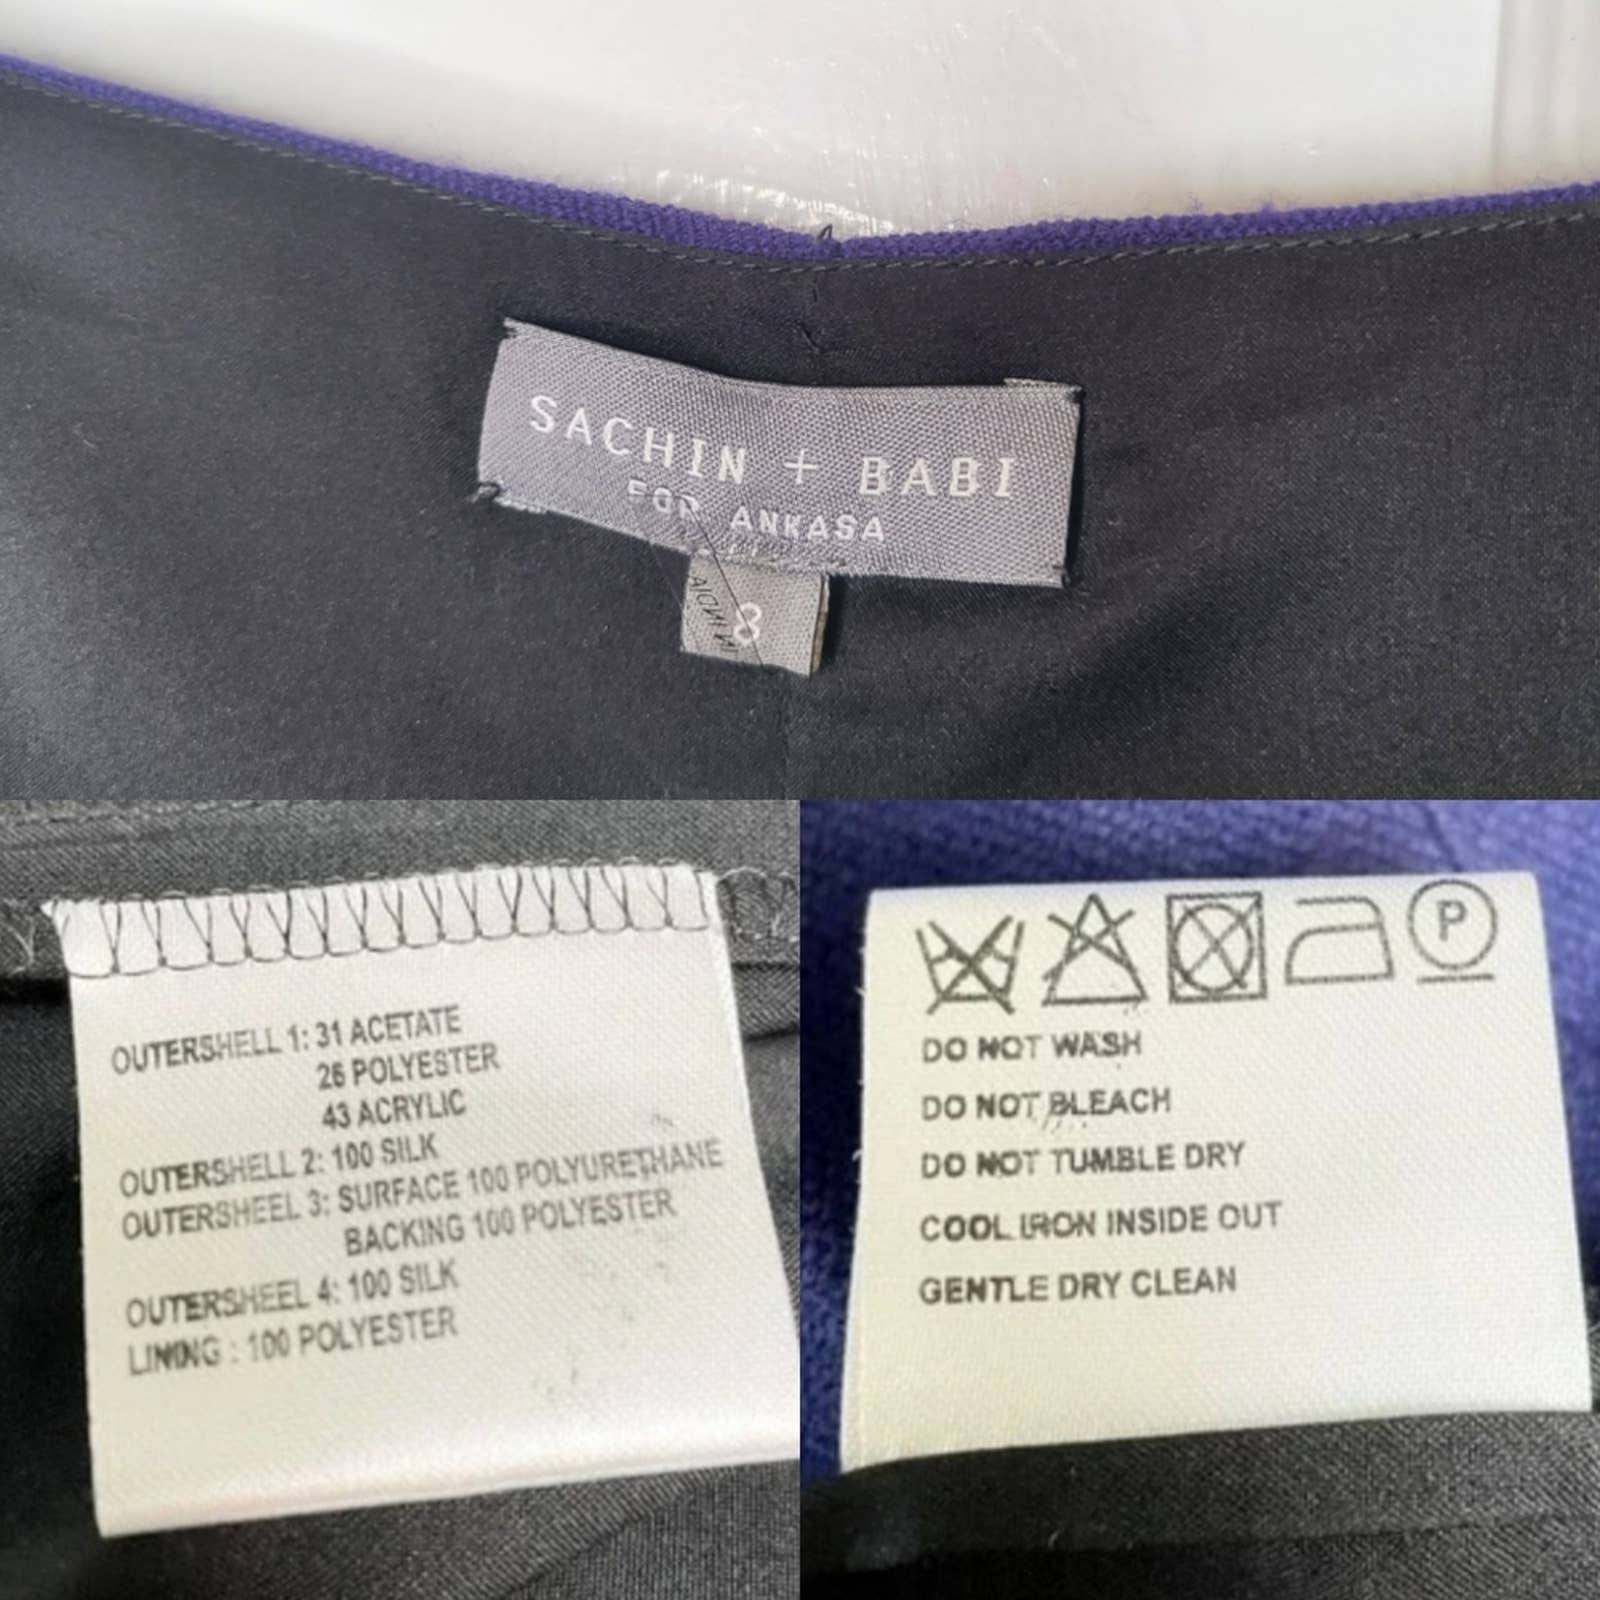 SACHIN + BABI
FOR ANKASA
8
OUTERSHELL 1: 31 ACETATE
26 POLYESTER
43 ACRYLIC
OUTERSHELL 2: 100 SILK
OUTERSHEEL 3: SURFACE 100 POLYURETHANE
BACKING 100 POLYESTER
OUTERSHEEL 4: 100 SILK
LINING : 100 POLYESTER
P
DO NOT WASH
DO NOT BLEACH
DO NOT TUMBLE DRY
COOL IRON INSIDE OUT
GENTLE DRY CLEAN